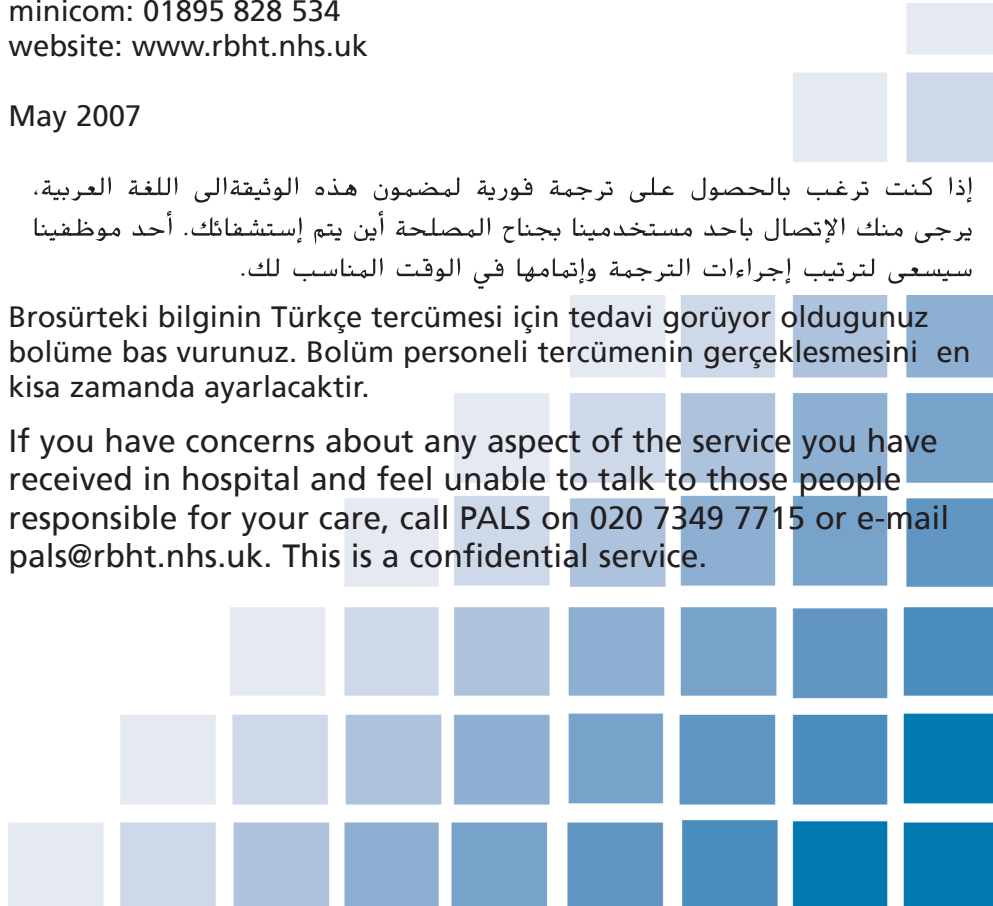 minicom: 01895 828 534
website: www.rbht.nhs.uk
May 2007
إذا كنت ترغب بالحصول على ترجمة فورية لمضمون هذه الوثيقةالى اللغة العربية،
يرجى منك الإتصال باحد مستخدمينا بجناح المصلحة أين يتم إستشفائك. أحد موظفينا
سيسعى لترتيب إجراءات الترجمة وإتمامها في الوقت المناسب لك.
Brosürteki bilginin Türkçe tercümesi için tedavi gorüyor oldugunuz
bolüme bas vurunuz. Bolüm personeli tercümenin gerçeklesmesini  en
kisa zamanda ayarlacaktir.
If you have concerns about any aspect of the service you have
received in hospital and feel unable to talk to those people
responsible for your care, call PALS on 020 7349 7715 or e-mail
pals@rbht.nhs.uk. This is a confidential service.